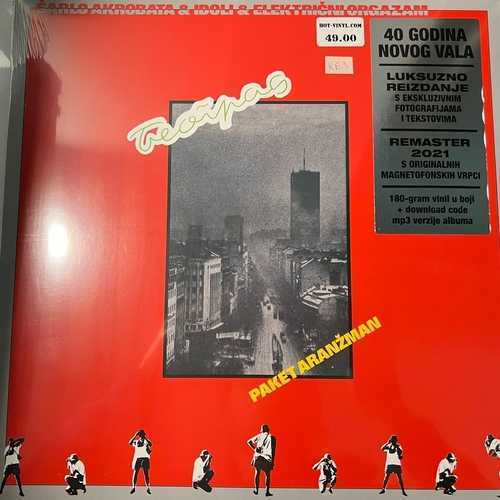 ŠARLO AKROBATA & IDOLI & ELEKTRIČNI ORGAZAM
HOT-VINYL.COM
49.00
40 GODINA
NOVOG VALA
LUKSUZNO
REIZDANJE
S EKSKLUZIVNIM
FOTOGRAFIJAMA
I TEKSTOVIMA
REMASTER
2021
S ORIGINALNIH
MAGNETOFONSKIH VRPCI
180-gram vinil u boji
+ download code
mp3 verzije albuma
Београд
PAKET ARANŽMAN